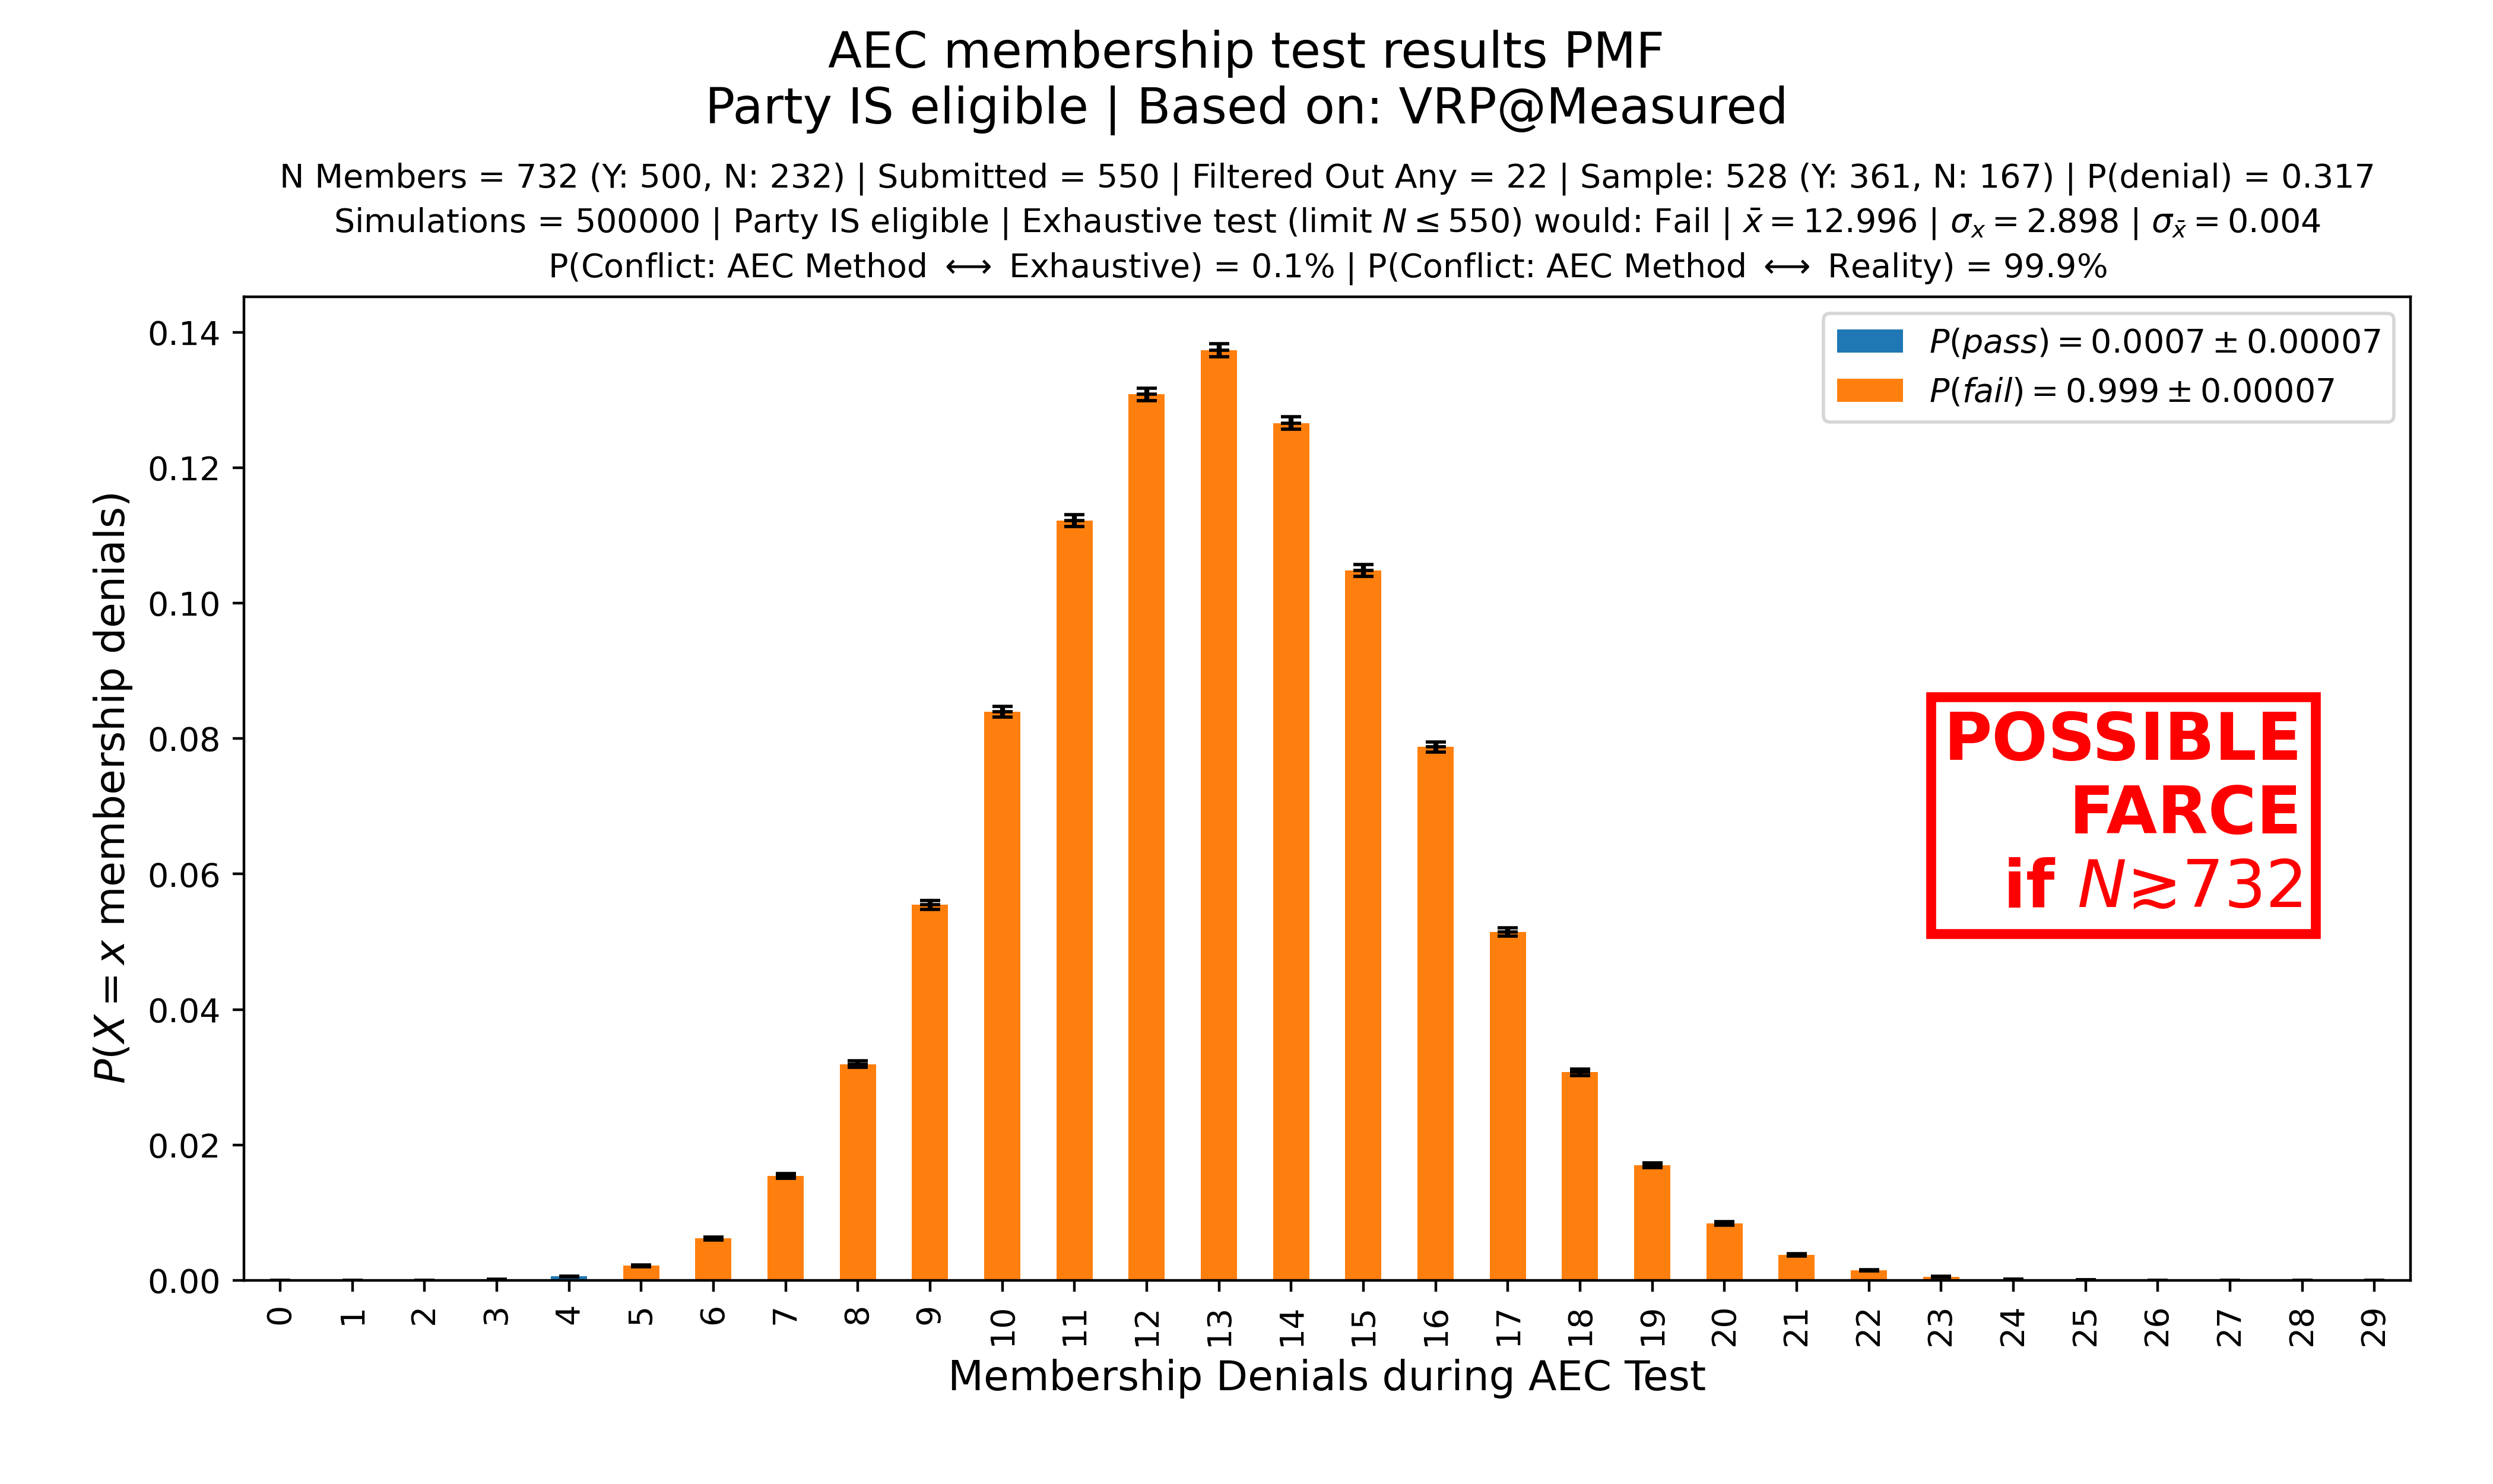 AEC membership test results PMF
Party IS eligible | Based on: VRP@Measured
N Members = 732 (Y: 500, N: 232) | Submitted = 550 | Filtered Out Any = 22 | Sample: 528 (Y: 361, N: 167) | P(denial) = 0.317
Simulations = 500000 | Party IS eligible | Exhaustive test (limit N ≤ 550) would: Fail | x̄ = 12.996 | σₓ = 2.898 | σ_x̄ = 0.004
P(Conflict: AEC Method ⟷ Exhaustive) = 0.1% | P(Conflict: AEC Method ⟷ Reality) = 99.9%
P(pass) = 0.0007 ± 0.00007
P(fail) = 0.999 ± 0.00007
0.14
0.12
0.10
0.08
0.06
0.04
0.02
0.00
P(X = x membership denials)
POSSIBLE
FARCE
if N⪆732
0 1 2 3 4 5 6 7 8 9 10 11 12 13 14 15 16 17 18 19 20 21 22 23 24 25 26 27 28 29
Membership Denials during AEC Test